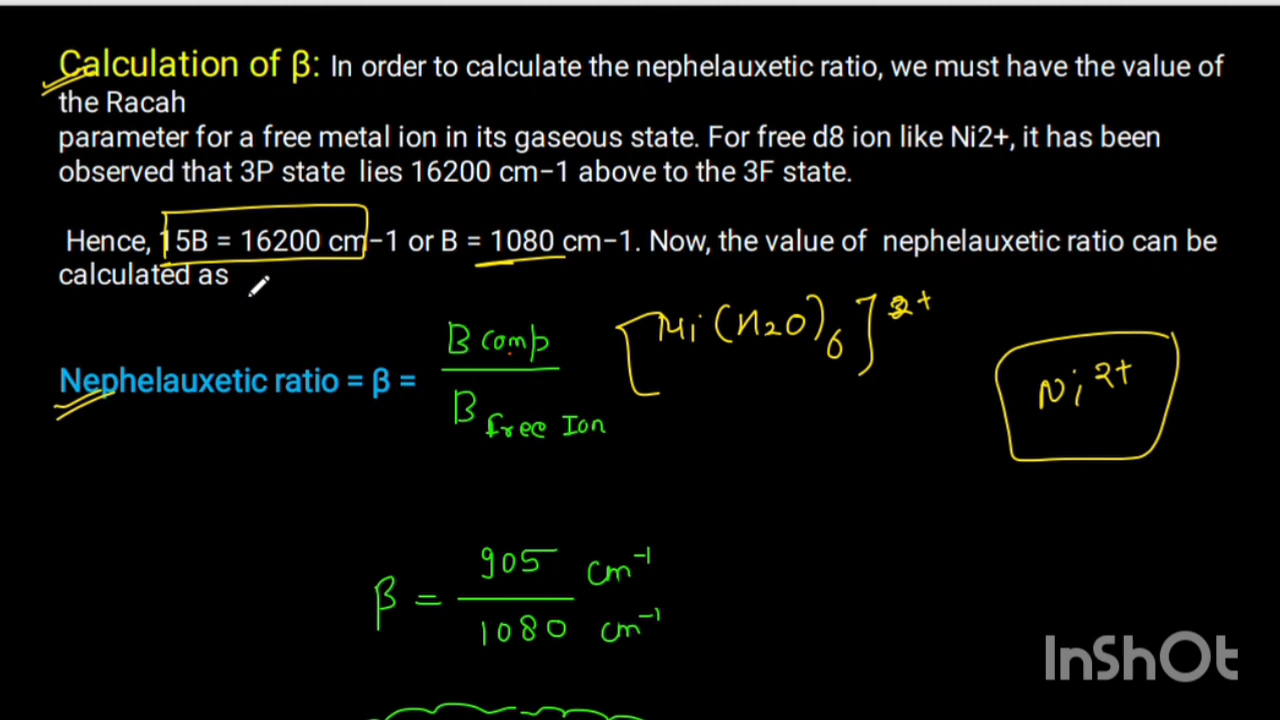 Calculation of β: In order to calculate the nephelauxetic ratio, we must have the value of
the Racah
parameter for a free metal ion in its gaseous state. For free d8 ion like Ni2+, it has been
observed that 3P state lies 16200 cm−1 above to the 3F state.
Hence, 15B = 16200 cm−1 or B = 1080 cm−1. Now, the value of nephelauxetic ratio can be
calculated as
[Ni(H2O)6]2+
B comp
Nephelauxetic ratio = β =
B free Ion
Ni2+
905 cm−1
β =
1080 cm−1
InShOt